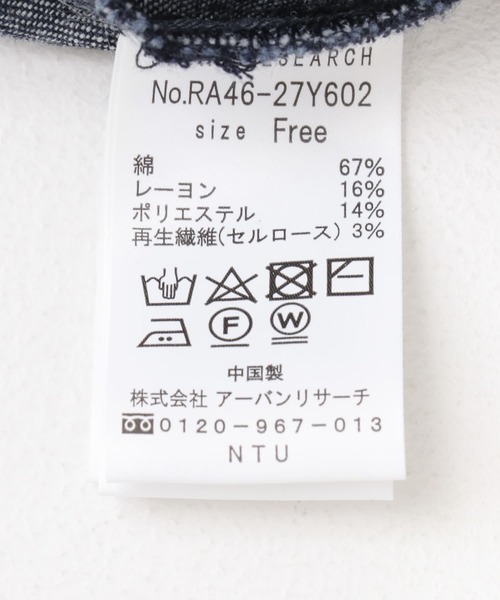 RESEARCH
No.RA46-27Y602
size Free
綿 67%
レーヨン 16%
ポリエステル 14%
再生繊維(セルロース) 3%
F W
中国製
株式会社 アーバンリサーチ
0120-967-013
NTU